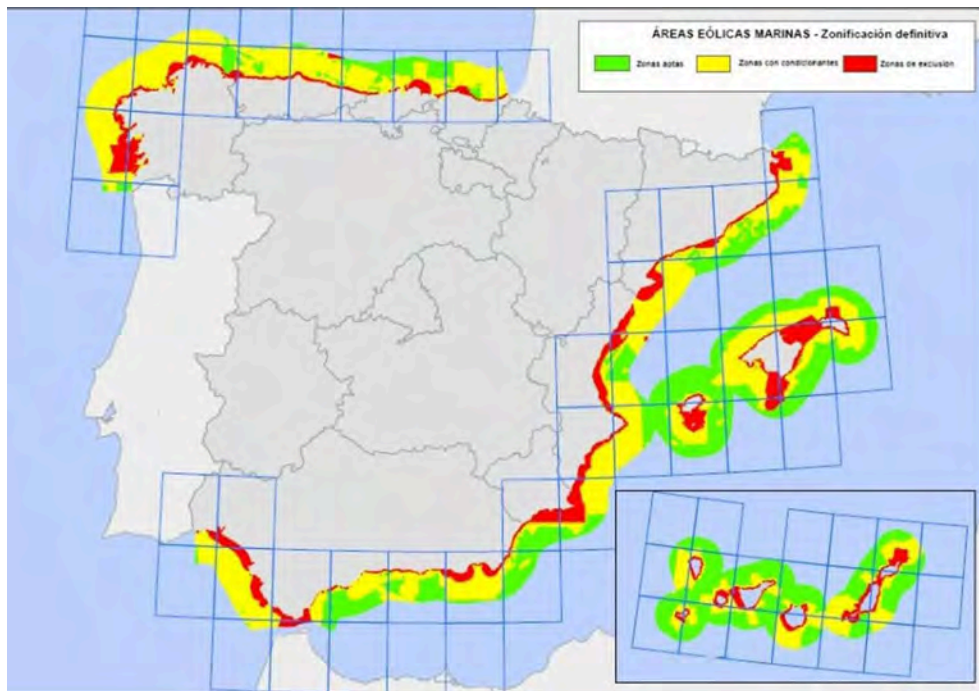 ÁREAS EÓLICAS MARINAS - Zonificación definitiva
Zonas aptas
Zonas con condicionantes
Zonas de exclusión